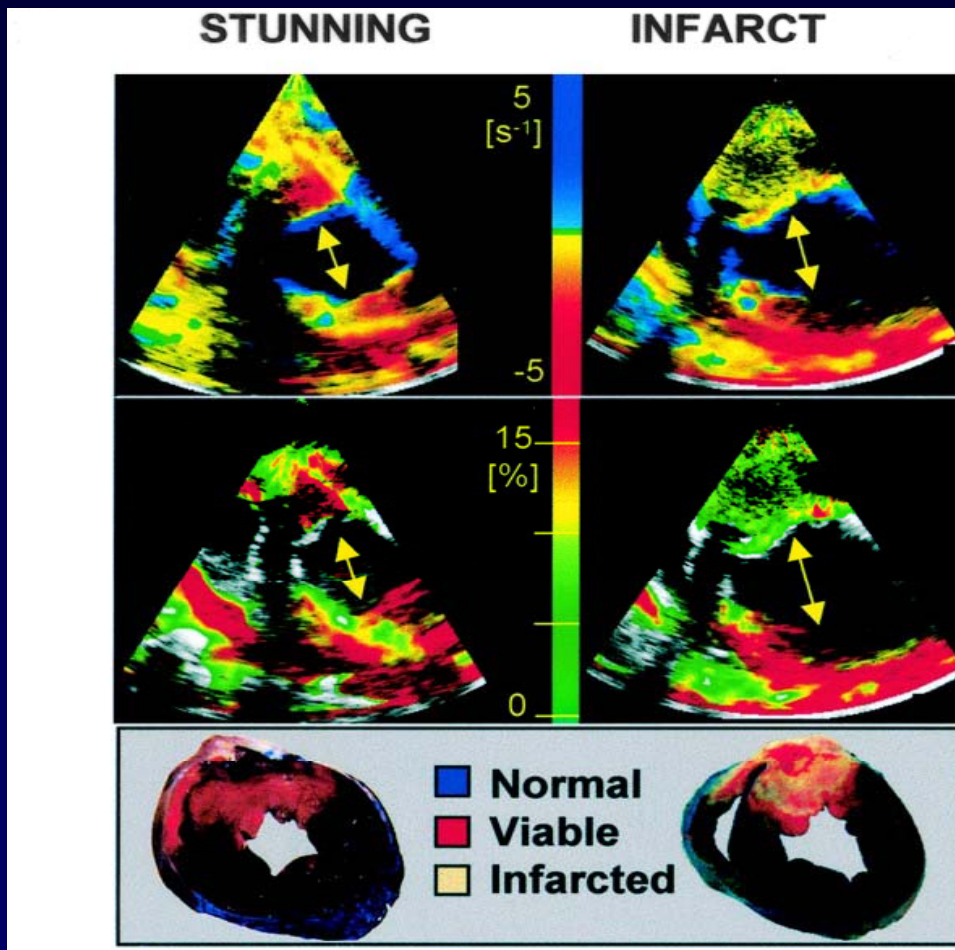 STUNNING INFARCT
5
[s⁻¹]
-5
15
[%]
0
Normal
Viable
Infarcted